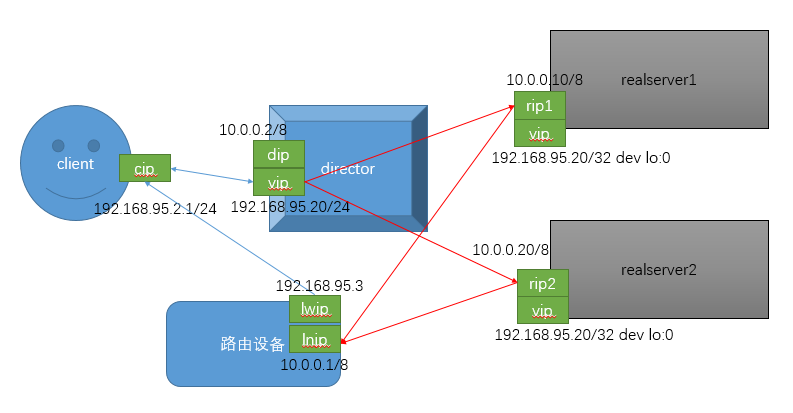 10.0.0.10/8
realserver1
rip1
vip
192.168.95.20/32 dev lo:0
10.0.0.2/8
dip
director
vip
192.168.95.20/24
client
cip
192.168.95.2.1/24
10.0.0.20/8
realserver2
rip2
vip
192.168.95.20/32 dev lo:0
192.168.95.3
lwip
路由设备
lnip
10.0.0.1/8